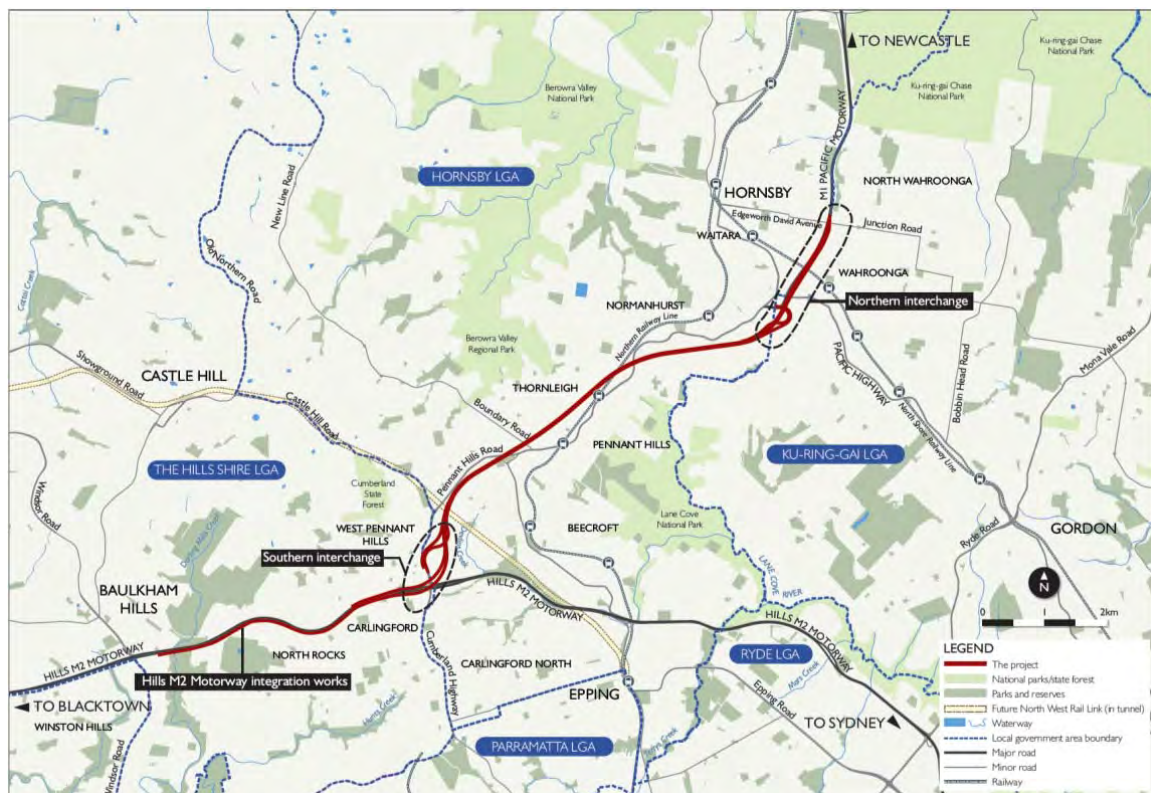 TO NEWCASTLE
Ku-ring-gai Chase
National Park
Ku-ring-gai Chase
National Park
Berowra Valley
National Park
M1 PACIFIC MOTORWAY
HORNSBY LGA
HORNSBY
NORTH WAHROONGA
New Line Road
Edgeworth David Avenue
Junction Road
WAITARA
Old Northern Road
WAHROONGA
Northern interchange
NORMANHURST
Northern Railway Line
Berowra Valley
Regional Park
PACIFIC HIGHWAY
Bobbin Head Road
Mona Vale Road
Showground Road
CASTLE HILL
THORNLEIGH
Castle Hill Road
Boundary Road
North Shore Railway Line
PENNANT HILLS
Pennant Hills Road
KU-RING-GAI LGA
THE HILLS SHIRE LGA
Windsor Road
Cumberland
State
Forest
Lane Cove
National Park
WEST PENNANT
HILLS
BEECROFT
Ryde Road
GORDON
Southern interchange
Darling Mills Creek
LANE COVE
RIVER
BAULKHAM
HILLS
HILLS M2 MOTORWAY
N
0 1 2km
CARLINGFORD
HILLS M2 MOTORWAY
HILLS M2 MOTORWAY
NORTH ROCKS
Cumberland Highway
CARLINGFORD NORTH
RYDE LGA
Hills M2 Motorway integration works
EPPING
Mars Creek
Epping Road
TO BLACKTOWN
WINSTON HILLS
Hunts Creek
TO SYDNEY
Windsor Road
PARRAMATTA LGA
LEGEND
The project
National parks/state forest
Parks and reserves
Future North West Rail Link (in tunnel)
Waterway
Local government area boundary
Major road
Minor road
Railway